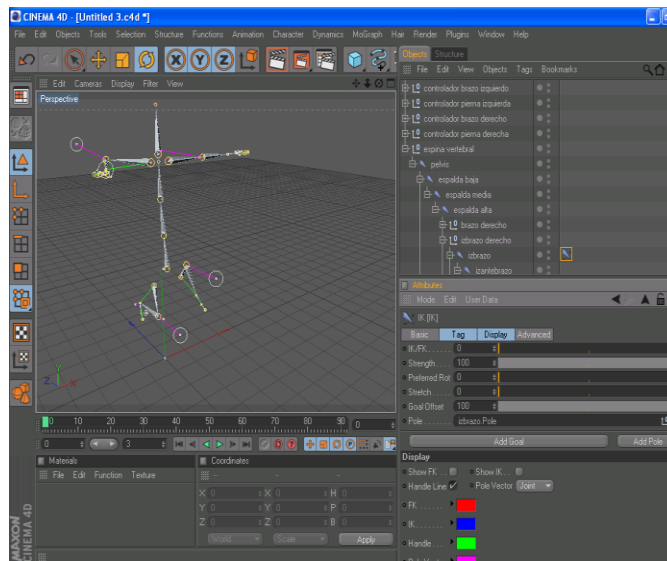 CINEMA 4D - [Untitled 3.c4d *]
File Edit Objects Tools Selection Structure Functions Animation Character Dynamics MoGraph Hair Render Plugins Window Help
X Y Z
Objects Structure
File Edit View Objects Tags Bookmarks
Edit Cameras Display Filter View
Perspective
controlador brazo izquierdo
controlador pierna izquierda
controlador brazo derecho
controlador pierna derecha
espina vertebral
pelvis
espalda baja
espalda media
espalda alta
brazo derecho
izbrazo derecho
izbrazo
izantebrazo
Y
Z X
Attributes
Mode Edit User Data
IK [IK]
Basic Tag Display Advanced
IK/FK 0
Strength 100
Preferred Rot 0
Stretch 0
Goal Offset 100
Pole izbrazo.Pole
Add Goal Add Pole
Display
Show FK Show IK
Handle Line Pole Vector Joint
FK
IK
Handle
0 10 20 30 40 50 60 70 80 90 0
0 3
Materials
File Edit Function Texture
Coordinates
-- --
X 0 X 0 H 0
Y 0 Y 0 P 0
Z 0 Z 0 B 0
World Scale Apply
MAXON
CINEMA 4D